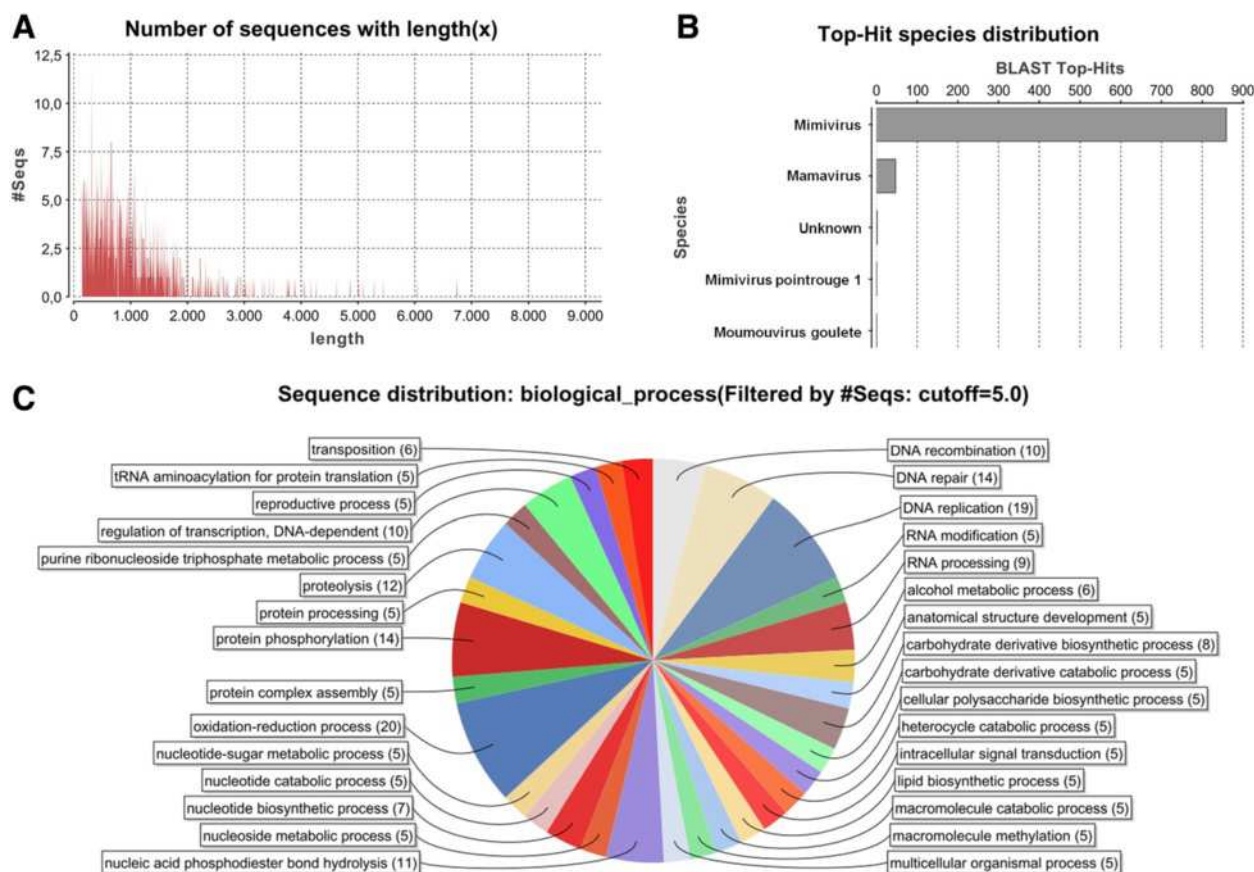 A
Number of sequences with length(x)
12,5
10,0
7,5
5,0
2,5
0,0
#Seqs
0 1.000 2.000 3.000 4.000 5.000 6.000 7.000 8.000 9.000
length
B
Top-Hit species distribution
BLAST Top-Hits
0 100 200 300 400 500 600 700 800 900
Species
Mimivirus
Mamavirus
Unknown
Mimivirus pointrouge 1
Moumouvirus goulete
C
Sequence distribution: biological_process(Filtered by #Seqs: cutoff=5.0)
transposition (6)
tRNA aminoacylation for protein translation (5)
reproductive process (5)
regulation of transcription, DNA-dependent (10)
purine ribonucleoside triphosphate metabolic process (5)
proteolysis (12)
protein processing (5)
protein phosphorylation (14)
protein complex assembly (5)
oxidation-reduction process (20)
nucleotide-sugar metabolic process (5)
nucleotide catabolic process (5)
nucleotide biosynthetic process (7)
nucleoside metabolic process (5)
nucleic acid phosphodiester bond hydrolysis (11)
DNA recombination (10)
DNA repair (14)
DNA replication (19)
RNA modification (5)
RNA processing (9)
alcohol metabolic process (6)
anatomical structure development (5)
carbohydrate derivative biosynthetic process (8)
carbohydrate derivative catabolic process (5)
cellular polysaccharide biosynthetic process (5)
heterocycle catabolic process (5)
intracellular signal transduction (5)
lipid biosynthetic process (5)
macromolecule catabolic process (5)
macromolecule methylation (5)
multicellular organismal process (5)